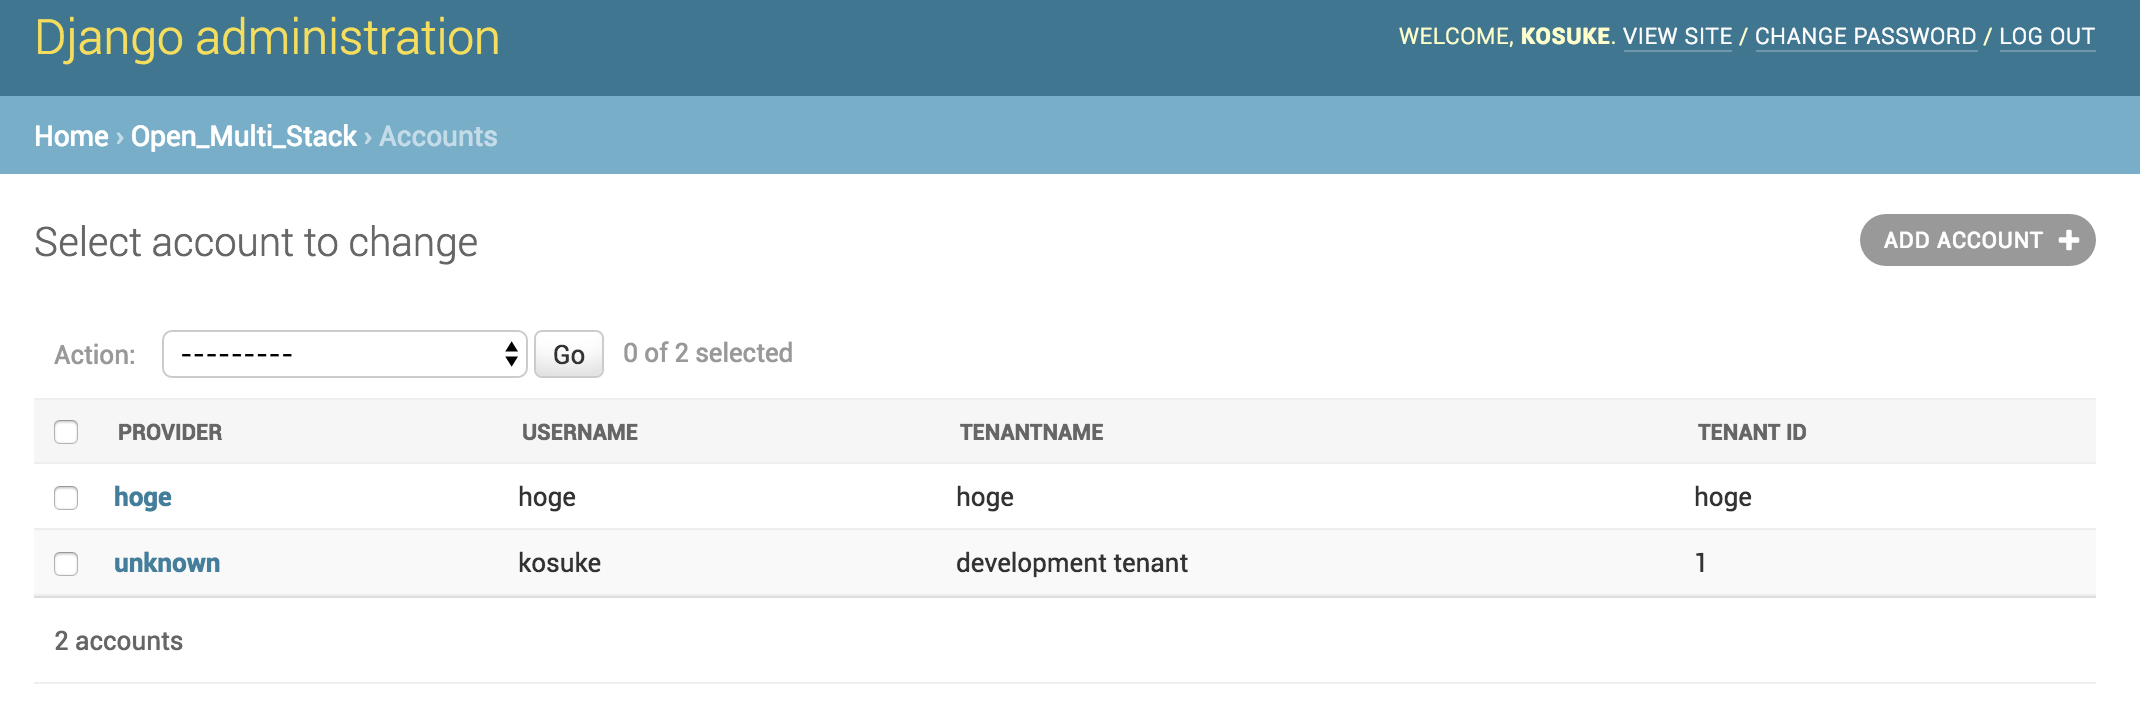 Django administration
WELCOME, KOSUKE. VIEW SITE / CHANGE PASSWORD / LOG OUT
Home › Open_Multi_Stack › Accounts
Select account to change
ADD ACCOUNT +
Action: --------- Go 0 of 2 selected
PROVIDER USERNAME TENANTNAME TENANT ID
hoge hoge hoge hoge
unknown kosuke development tenant 1
2 accounts